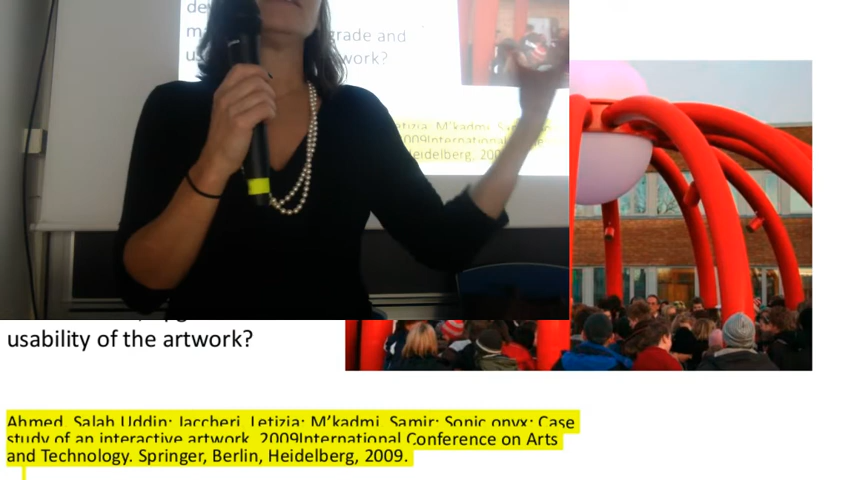 grade and
work?
usability of the artwork?
Ahmed, Salah Uddin; Jaccheri, Letizia; M'kadmi, Samir: Sonic onyx: Case
study of an interactive artwork. 2009International Conference on Arts
and Technology. Springer, Berlin, Heidelberg, 2009.